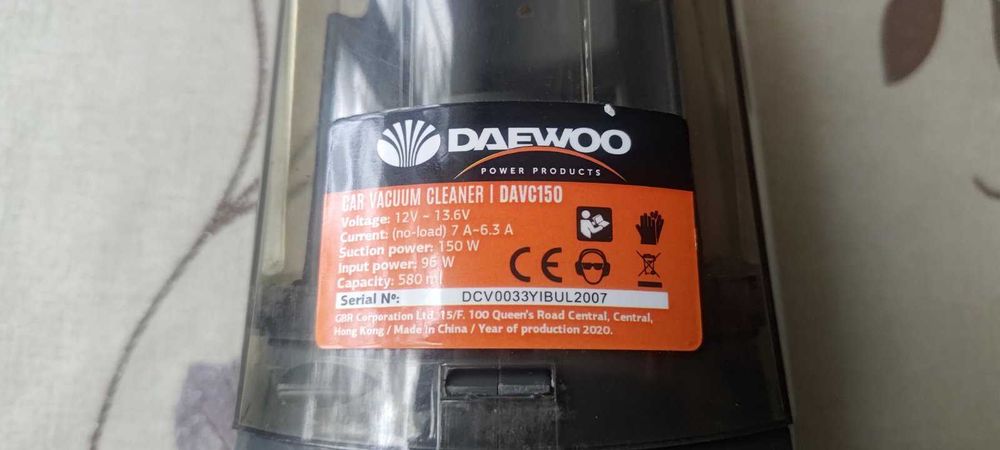 DAEWOO
POWER PRODUCTS
CAR VACUUM CLEANER | DAVC150
Voltage: 12V ~ 13.6V
Current: (no-load) 7 A~6.3 A
Suction power: 150 W
Input power: 96 W
Capacity: 580 ml
CE
Serial Nº: DCV0033YIBUL2007
GBR Corporation Ltd. 15/F. 100 Queen's Road Central, Central,
Hong Kong / Made in China / Year of production 2020.